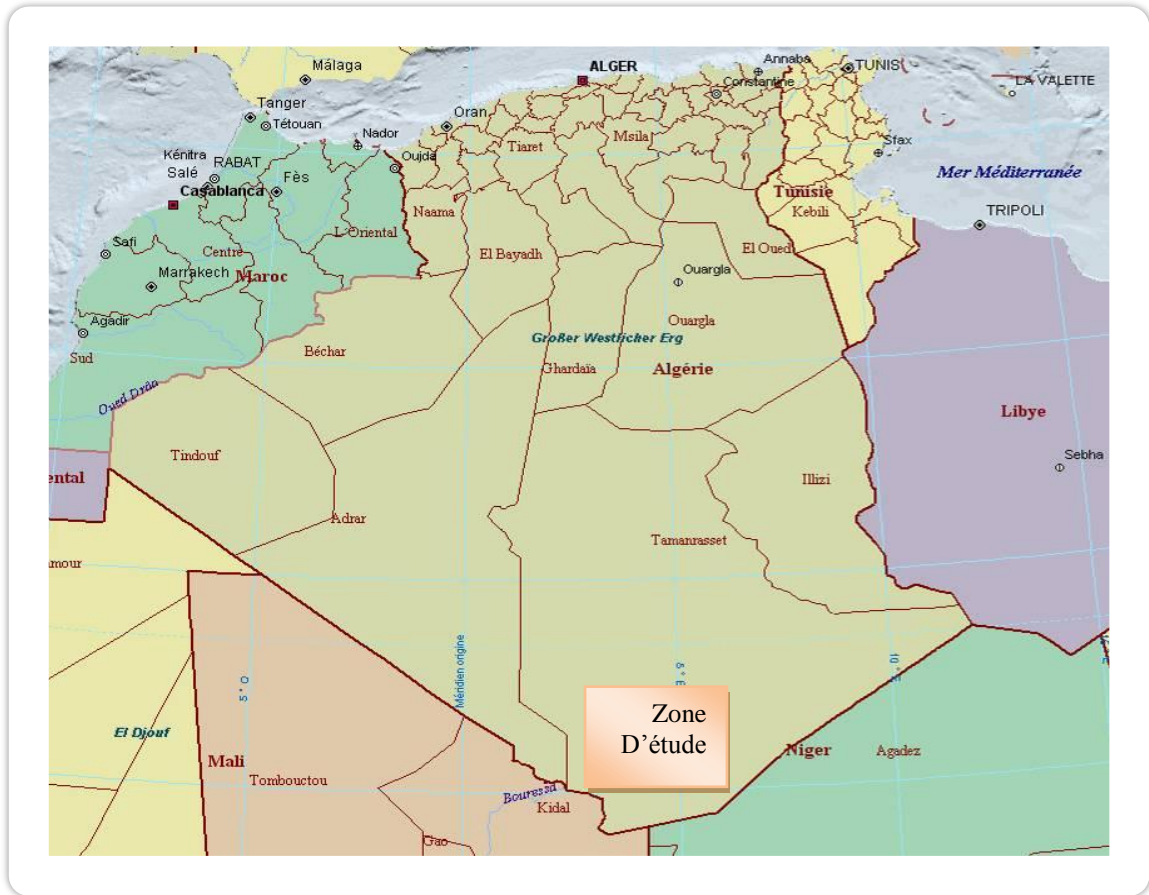 Málaga
ALGER
Annaba
TUNIS
Constantine
LA VALETTE
Tanger
Tétouan
Oran
Nador
Tiaret
Msila
Sfax
Kénitra
RABAT
Salé
Oujda
Fès
Casablanca
Mer Méditerranée
Tunisie
Kebili
Naama
TRIPOLI
L'Oriental
Safi
Centre
El Bayadh
El Oued
Marrakech
Maroc
Ouargla
Agadir
Ouargla
Großer Westlicher Erg
Sud
Béchar
Ghardaïa
Algérie
Oued Drâa
Libye
Tindouf
Sebha
ental
Illizi
Adrar
Tamanrasset
amour
Méridien origine
5° O
10° E
Zone
D'étude
El Djouf
Niger
Agadez
Mali
Tombouctou
Bouressa
Kidal
Gao